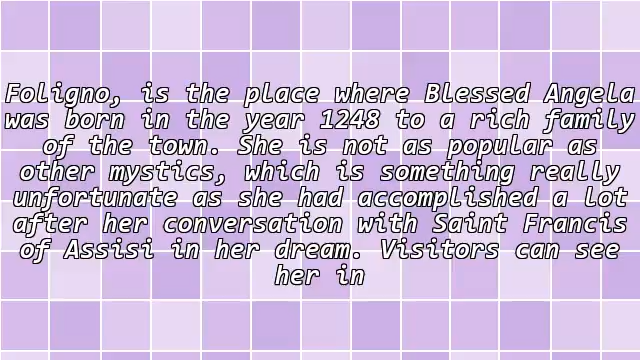 Foligno, is the place where Blessed Angela
was born in the year 1248 to a rich family
of the town. She is not as popular as
other mystics, which is something really
unfortunate as she had accomplished a lot
after her conversation with Saint Francis
of Assisi in her dream. Visitors can see
her in